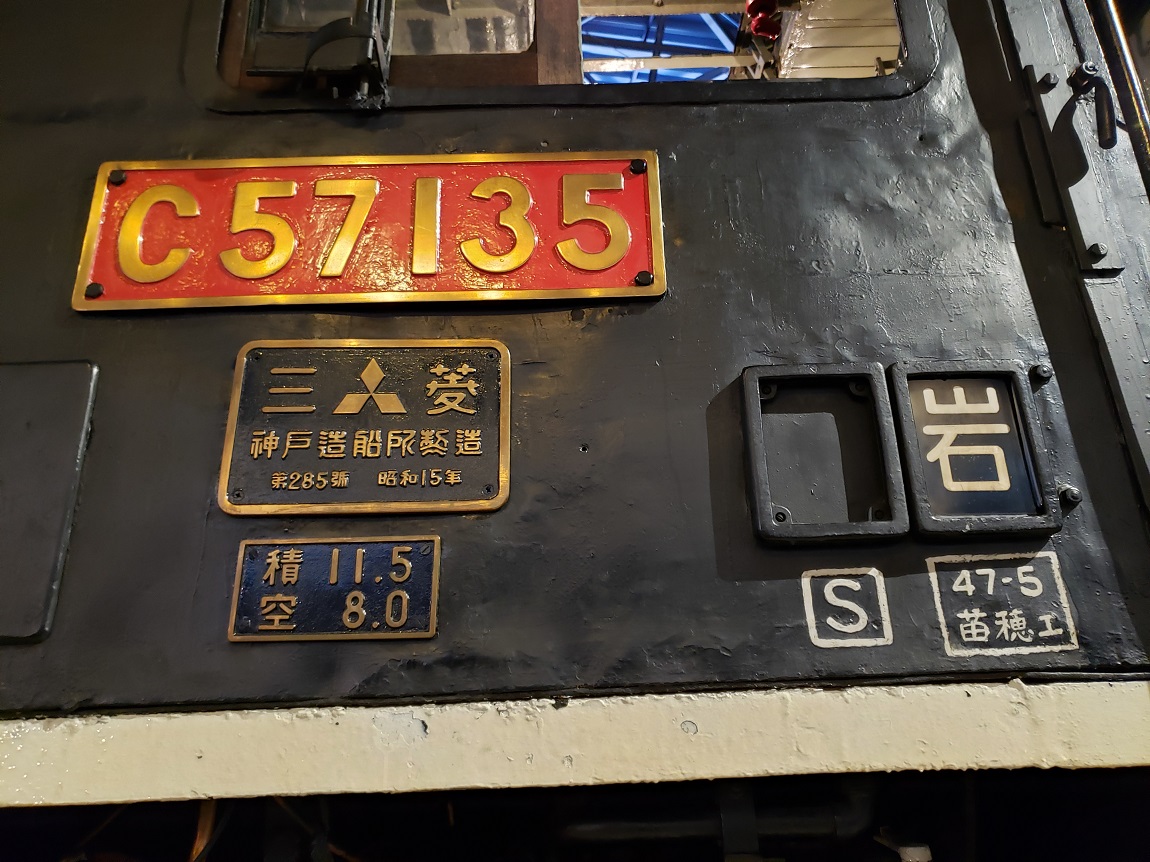 C57135
三菱
神戸造船所製造
第285號 昭和15年
積 11.5
空 8.0
岩
S
47-5
苗穂工